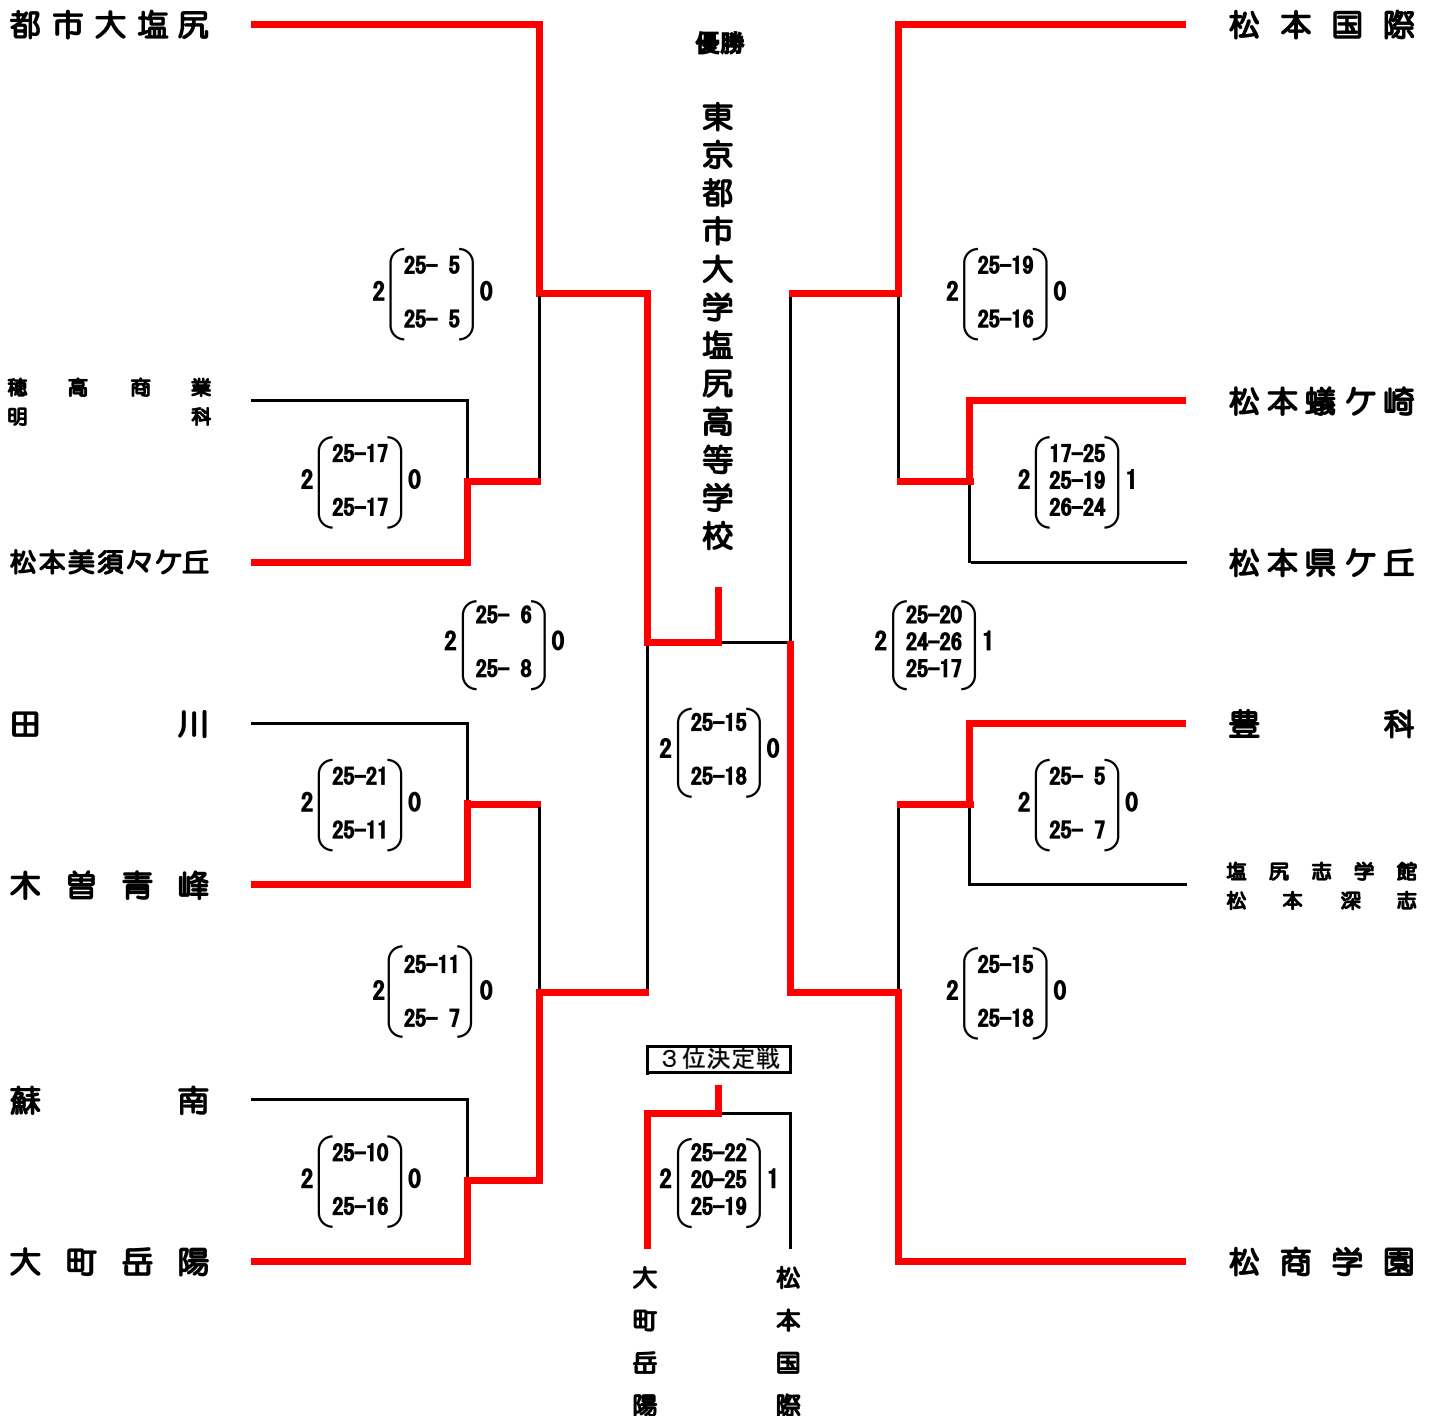 都市大塩尻
松本国際
優勝
東京都市大学塩尻高等学校
2 25- 5 0
25- 5
2 25-19 0
25-16
穂高商業
明科
松本蟻ケ崎
2 25-17 0
25-17
2 17-25 1
25-19
26-24
松本美須々ケ丘
松本県ケ丘
2 25- 6 0
25- 8
2 25-20 1
24-26
25-17
田川
豊科
2 25-15 0
25-18
2 25-21 0
25-11
2 25- 5 0
25- 7
木曽青峰
塩尻志学館
松本深志
2 25-11 0
25- 7
2 25-15 0
25-18
3位決定戦
蘇南
2 25-10 0
25-16
2 25-22 1
20-25
25-19
大町岳陽
松商学園
大町岳陽
松本国際